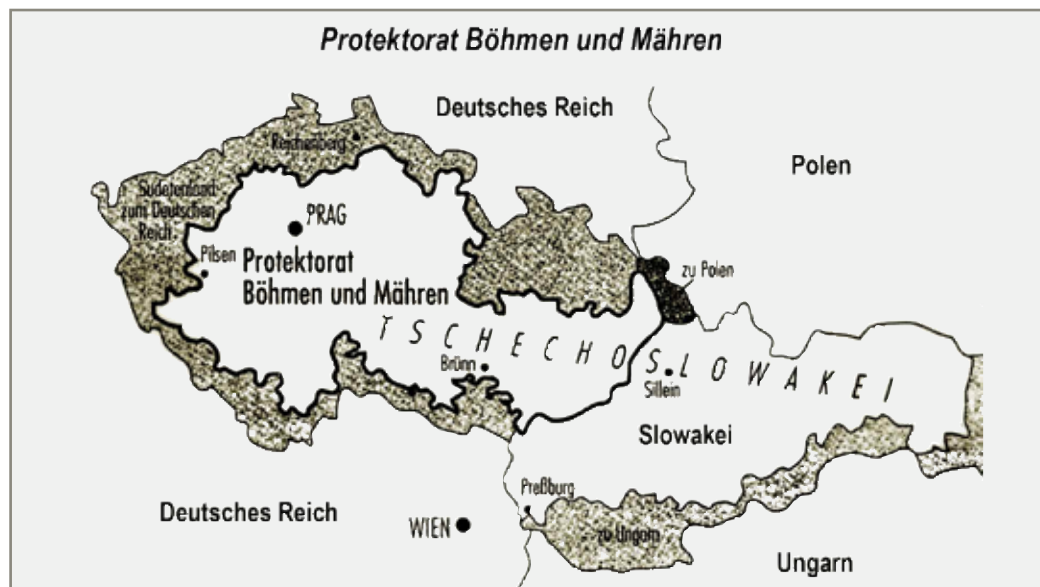 Protektorat Böhmen und Mähren
Deutsches Reich
Polen
Reichenberg
Sudetenland
zum Deutschen
Reich
PRAG
Pilsen
Protektorat
Böhmen und Mähren
zu Polen
TSCHECHOSLOWAKEI
Brünn
Sillein
Slowakei
Preßburg
Deutsches Reich
WIEN
zu Ungarn
Ungarn